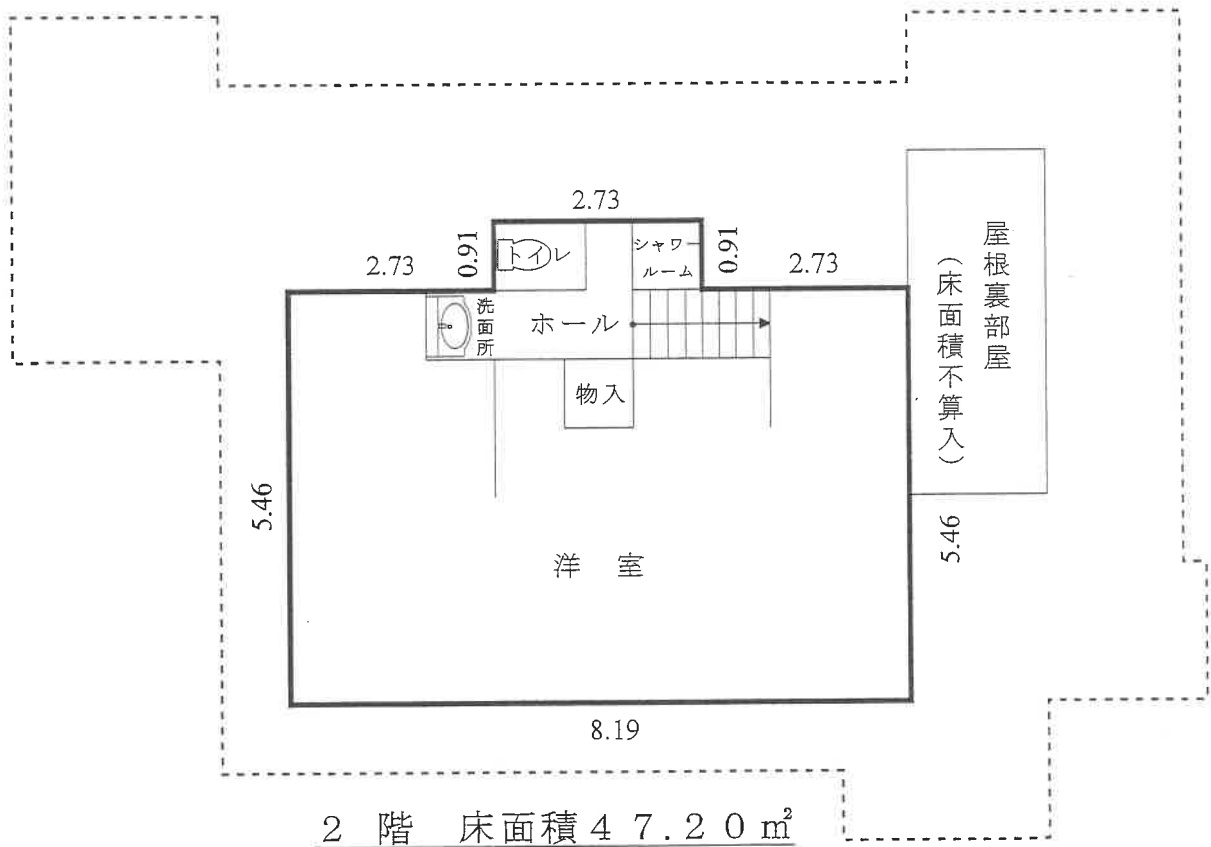 2.73
0.91
トイレ
シャワー
ルーム
0.91
2.73
2.73
洗面所
ホール
物入
屋根裏部屋
(床面積不算入)
5.46
洋 室
5.46
8.19
2 階 床面積47.20㎡